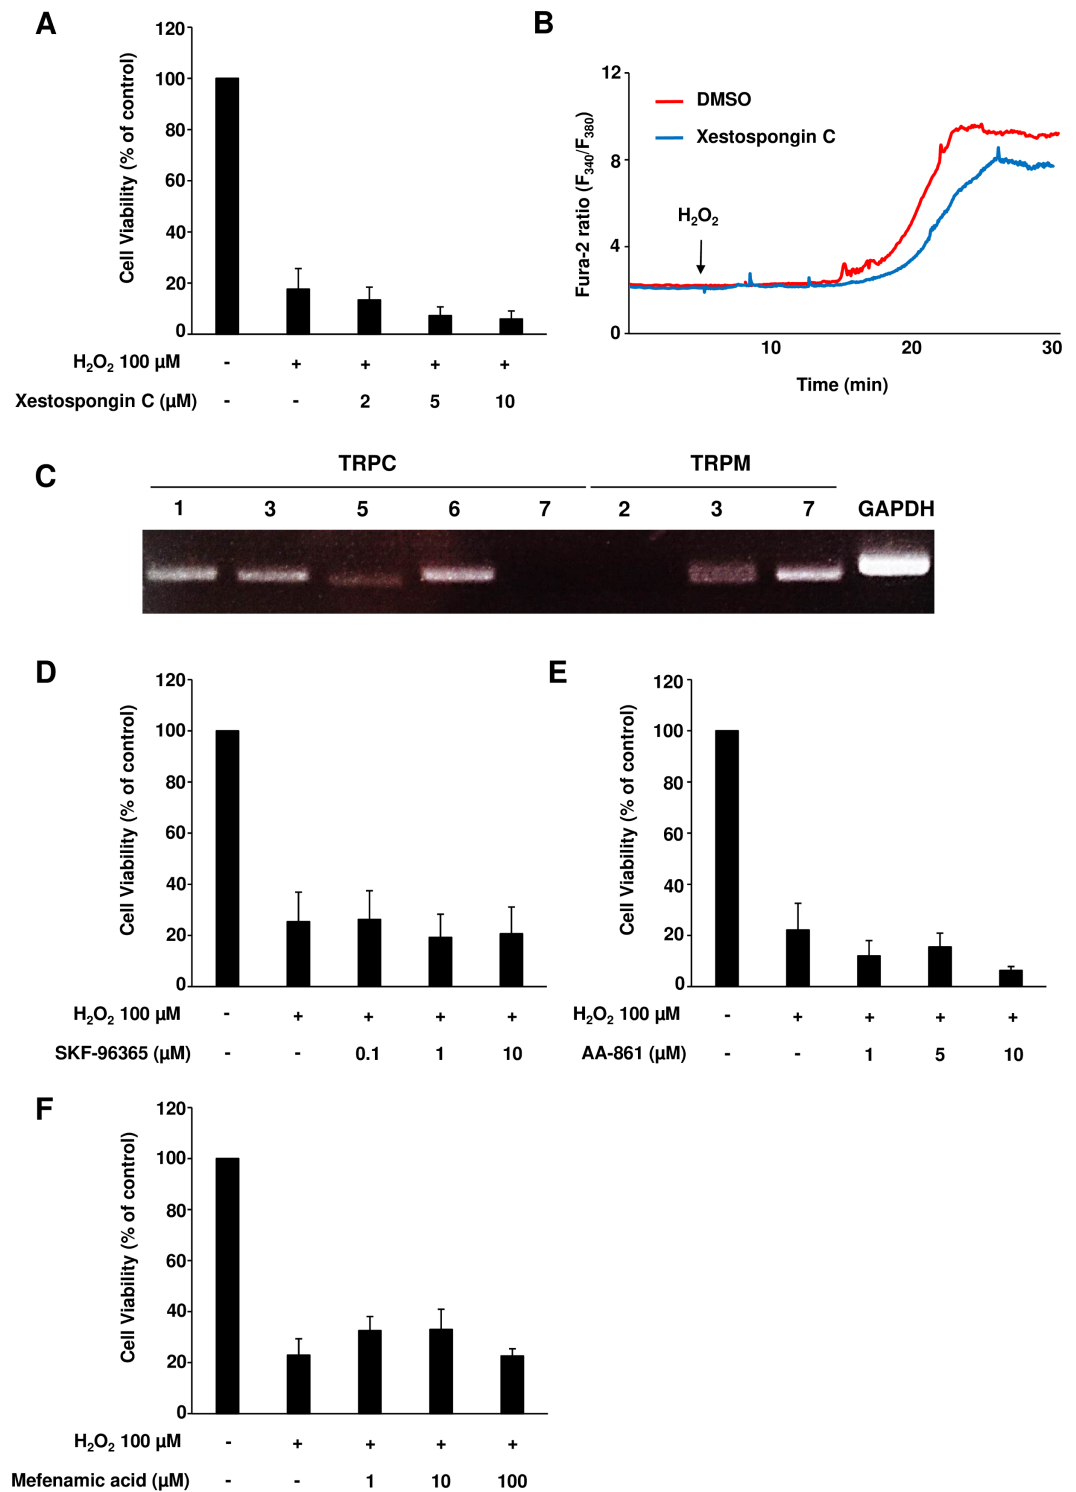 A
Cell Viability (% of control)
120
100
80
60
40
20
0
H2O2 100 µM - + + + +
Xestospongin C (µM) - - 2 5 10
B
Fura-2 ratio (F340/F380)
12
8
4
0
DMSO
Xestospongin C
H2O2
10 20 30
Time (min)
C
TRPC TRPM
1 3 5 6 7 2 3 7 GAPDH
D
Cell Viability (% of control)
120
100
80
60
40
20
0
H2O2 100 µM - + + + +
SKF-96365 (µM) - - 0.1 1 10
E
Cell Viability (% of control)
120
100
80
60
40
20
0
H2O2 100 µM - + + + +
AA-861 (µM) - - 1 5 10
F
Cell Viability (% of control)
120
100
80
60
40
20
0
H2O2 100 µM - + + + +
Mefenamic acid (µM) - - 1 10 100